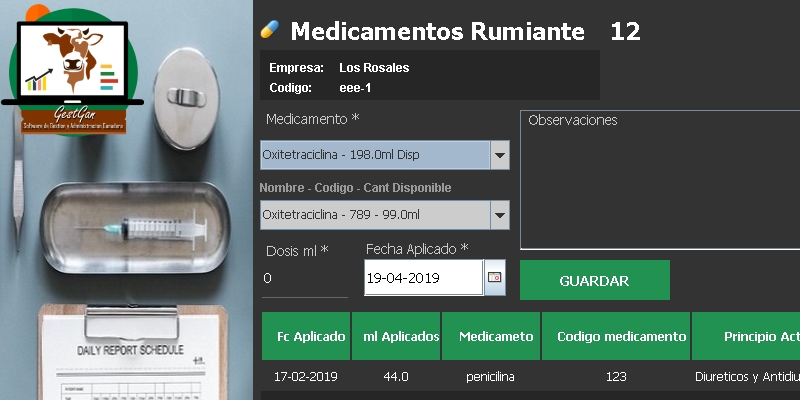 Medicamentos Rumiante 12
Empresa: Los Rosales
Codigo: eee-1
GestGan
Software de Gestion y Administracion Ganadera
Medicamento *
Observaciones
Oxitetraciclina - 198.0ml Disp
Nombre - Codigo - Cant Disponible
Oxitetraciclina - 789 - 99.0ml
Dosis ml *
Fecha Aplicado *
0
19-04-2019
GUARDAR
Fc Aplicado ml Aplicados Medicameto Codigo medicamento Principio Act
17-02-2019 44.0 penicilina 123 Diureticos y Antidiu
DAILY REPORT SCHEDULE